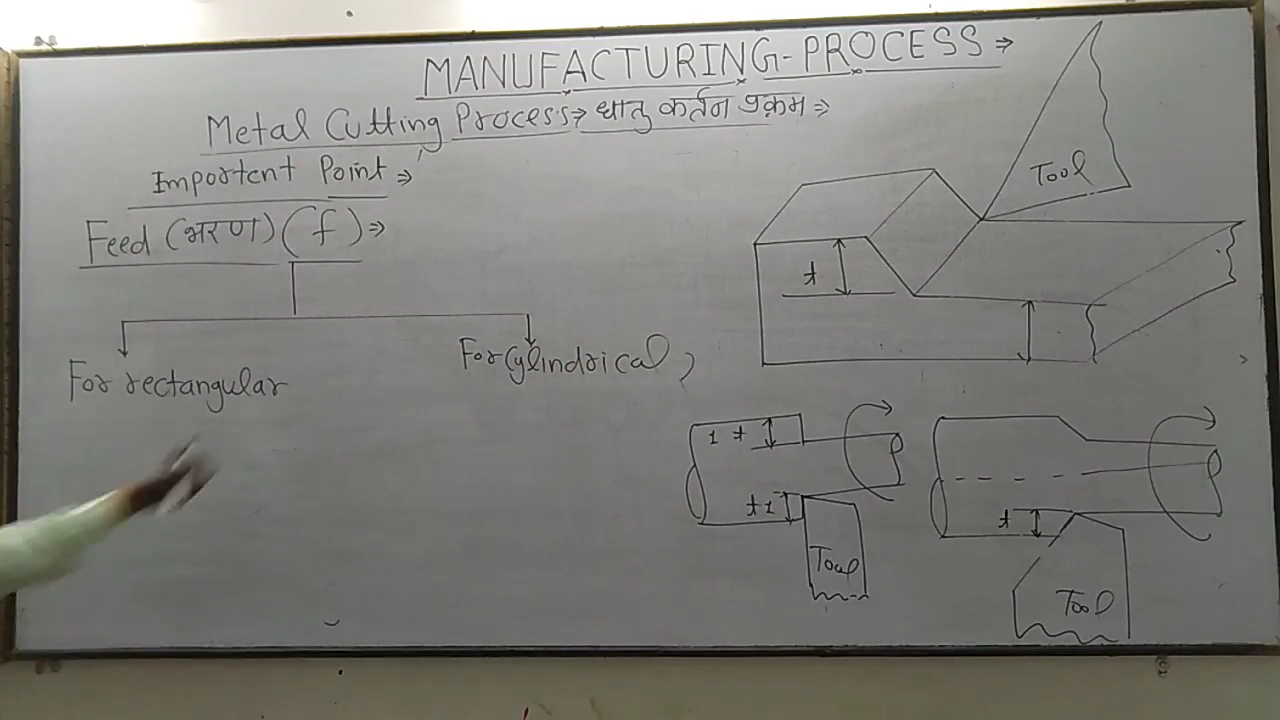 MANUFACTURING-PROCESS ⇒
Metal Cutting Process ⇒ धातु कर्तन प्रक्रम ⇒
Important Point ⇒
Feed (भरण) (f) ⇒
For rectangular
For Cylindrical,
Tool
t
t
t
Tool
t
Tool